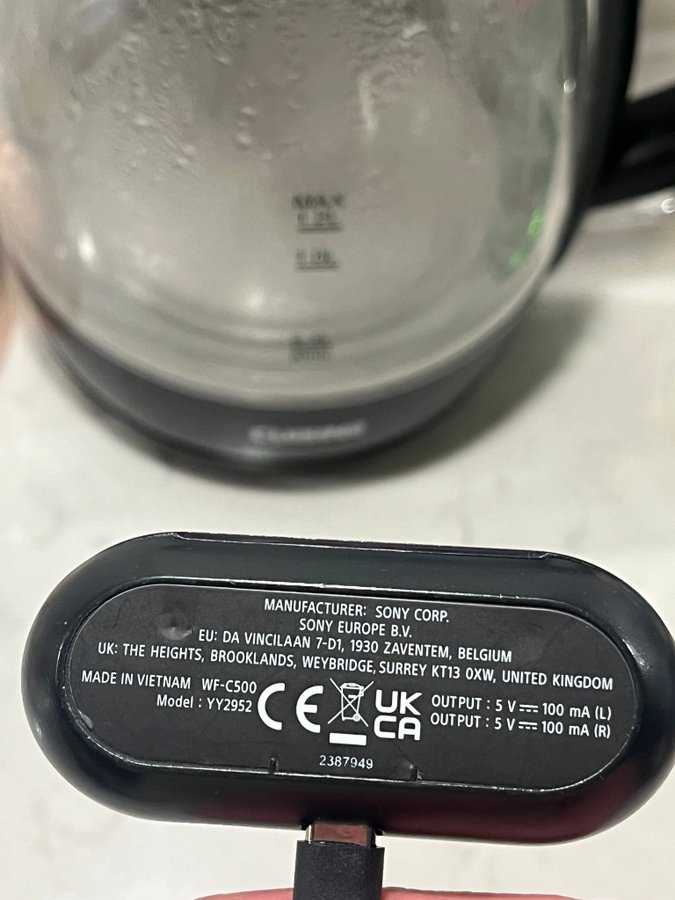 MAX
1.2L
1.0L
MANUFACTURER: SONY CORP.
SONY EUROPE B.V.
EU: DA VINCILAAN 7-D1, 1930 ZAVENTEM, BELGIUM
UK: THE HEIGHTS, BROOKLANDS, WEYBRIDGE, SURREY KT13 0XW, UNITED KINGDOM
MADE IN VIETNAM WF-C500
Model : YY2952
CE
UK
CA
OUTPUT : 5 V⎓100 mA (L)
OUTPUT : 5 V⎓100 mA (R)
2387949